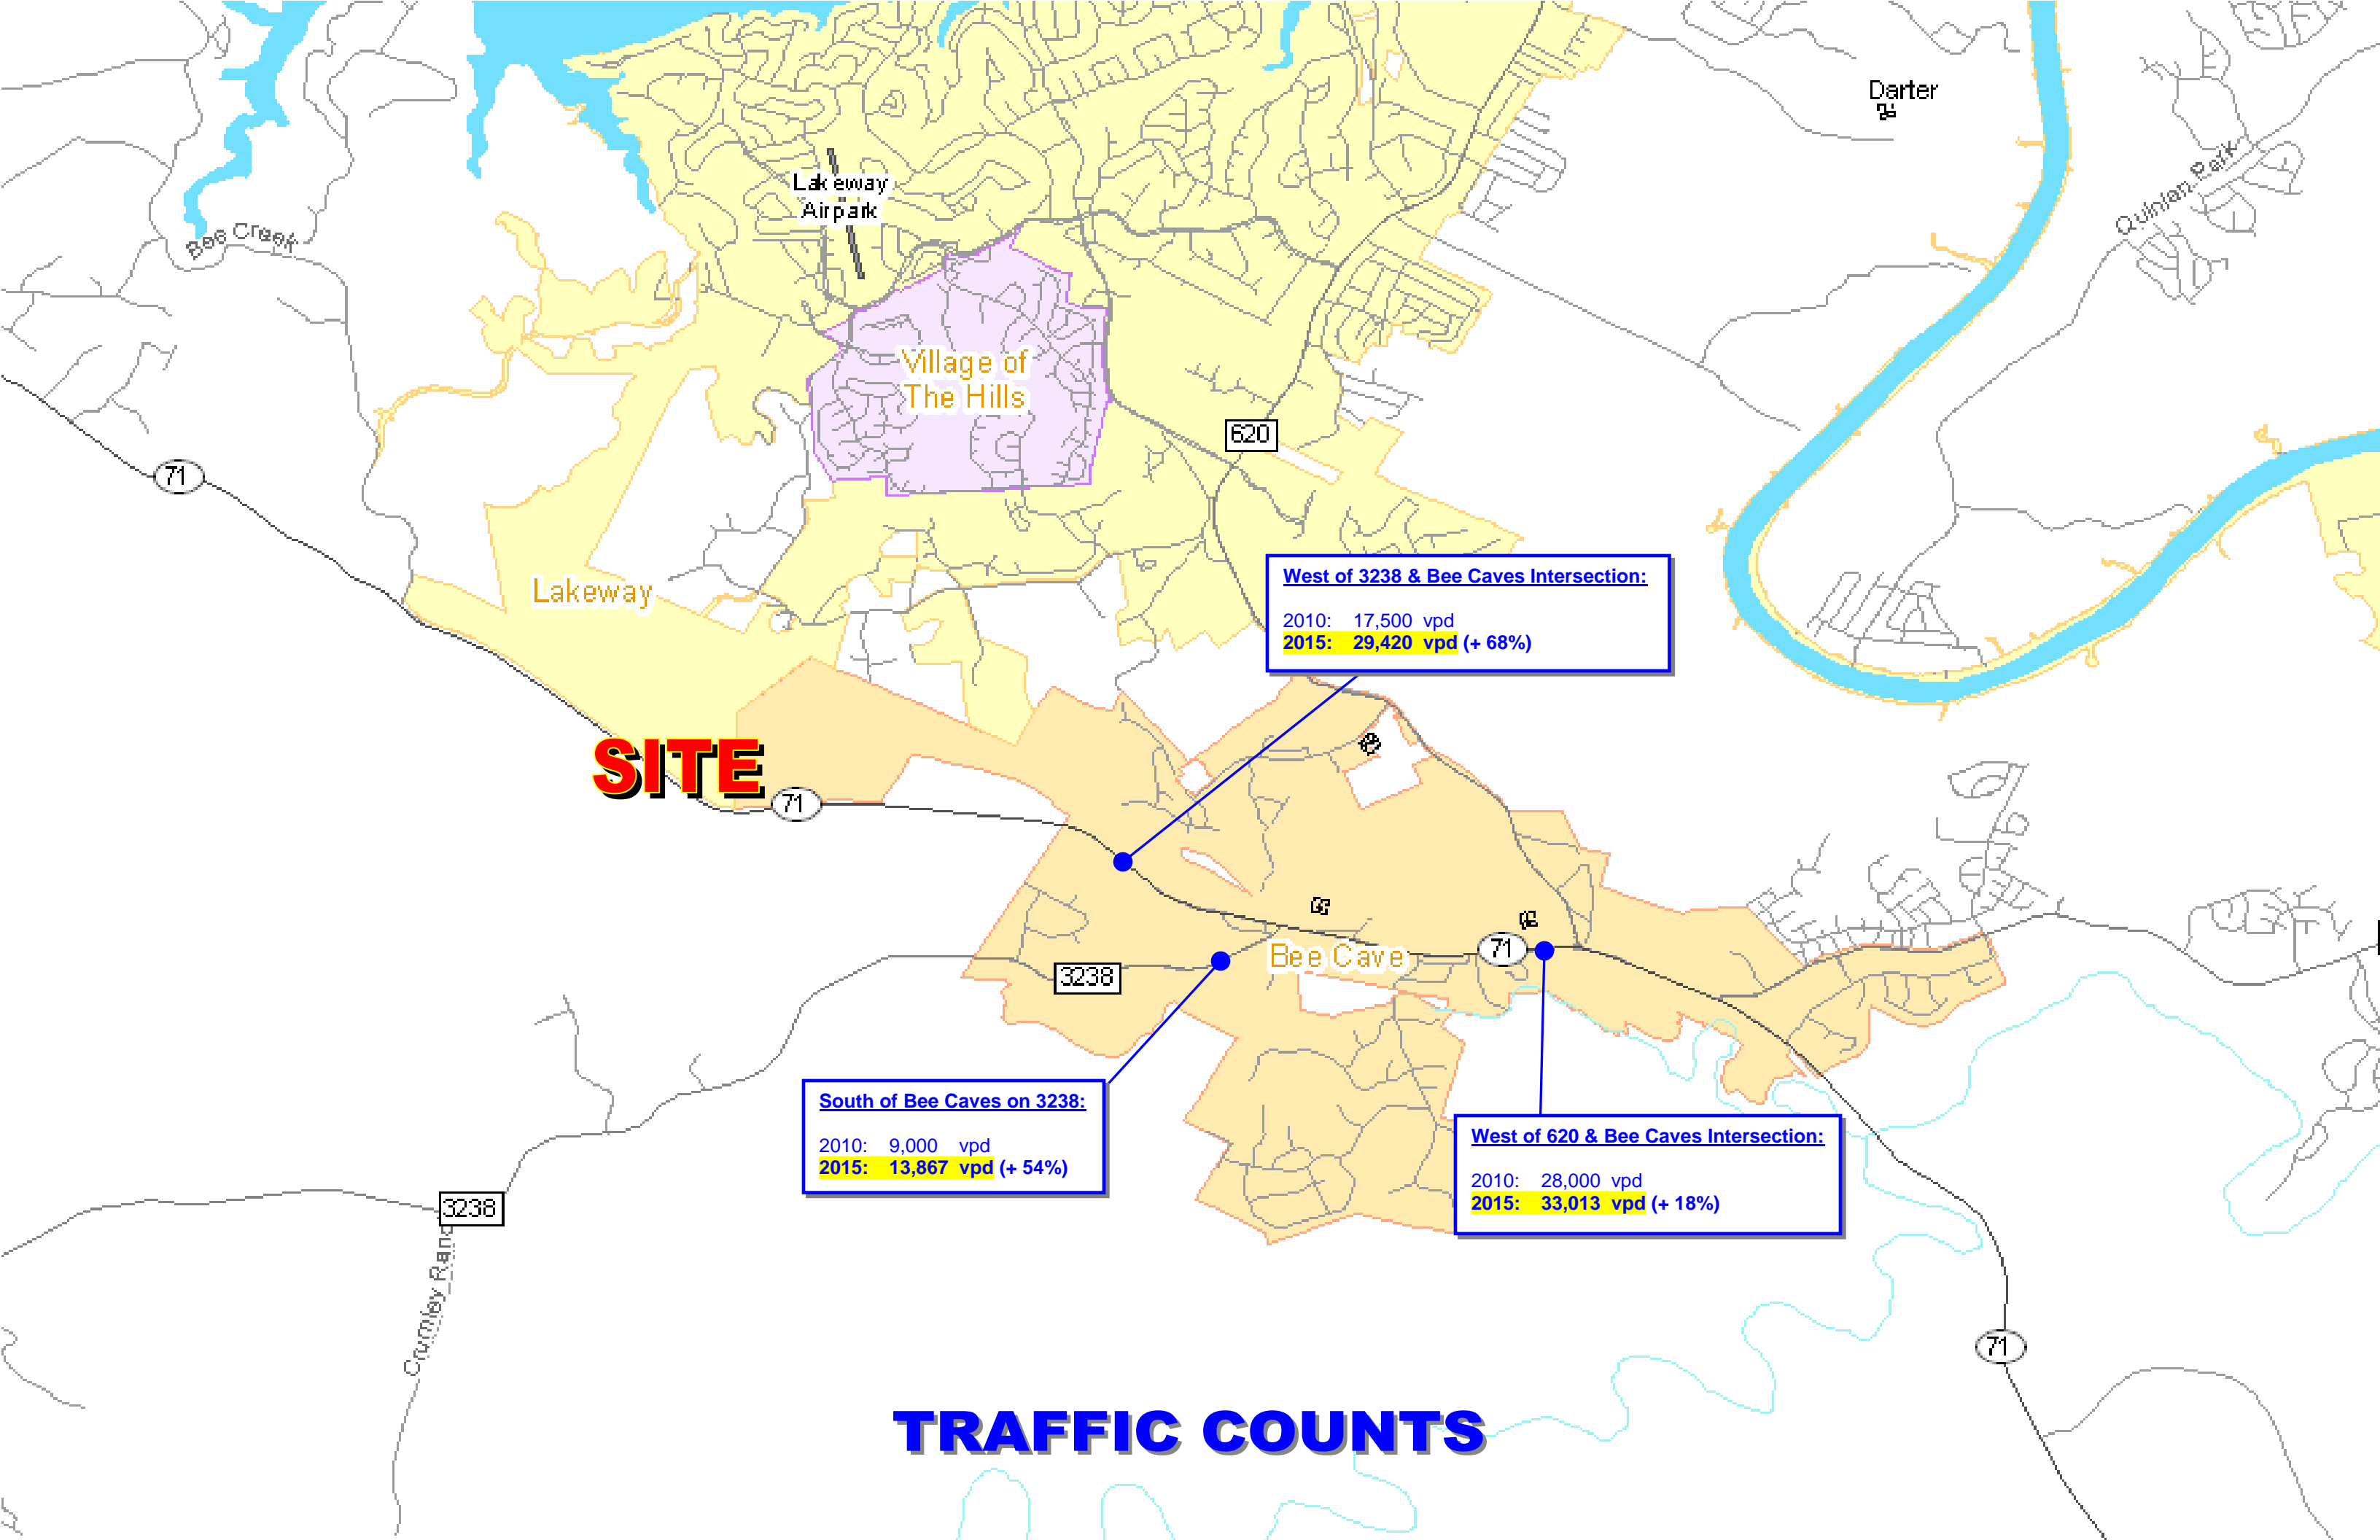 Darter
Quinlan Park
Lakeway
Airpark
Bee Creek
Village of
The Hills
620
71
Lakeway
West of 3238 & Bee Caves Intersection:
2010: 17,500 vpd
2015: 29,420 vpd (+ 68%)
SITE
71
Bee Cave
71
3238
South of Bee Caves on 3238:
2010: 9,000 vpd
2015: 13,867 vpd (+ 54%)
West of 620 & Bee Caves Intersection:
2010: 28,000 vpd
2015: 33,013 vpd (+ 18%)
3238
Crumley Ranc
71
TRAFFIC COUNTS